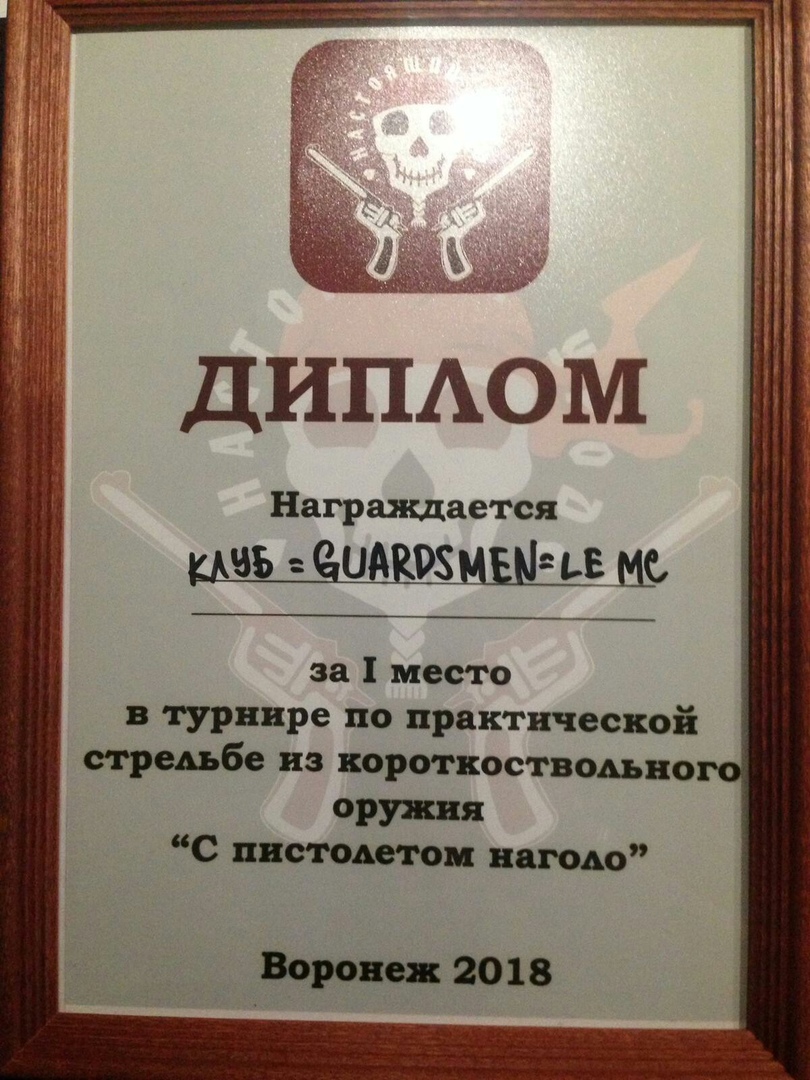 НАСТОЯЩИЙ
ДИПЛОМ
Награждается
КЛУБ = GUARDSMEN = LE MC
за I место
в турнире по практической
стрельбе из короткоствольного
оружия
“С пистолетом наголо”
Воронеж 2018